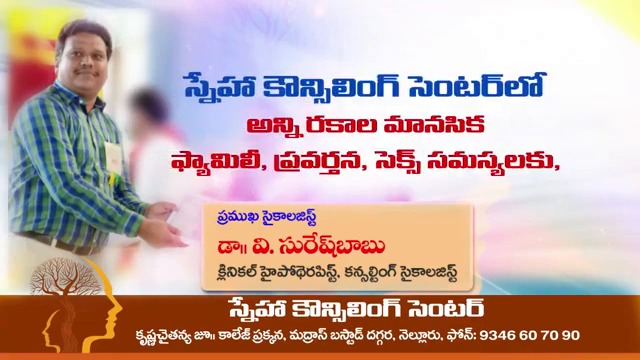 స్నేహా కౌన్సిలింగ్ సెంటర్‌లో
అన్ని రకాల మానసిక
ఫ్యామిలీ, ప్రవర్తన, సెక్స్ సమస్యలకు,
ప్రముఖ సైకాలజిస్ట్
డా॥ వి. సురేష్‌బాబు
క్లినికల్ హైపోథెరపిస్ట్, కన్సల్టింగ్ సైకాలజిస్ట్
స్నేహా కౌన్సిలింగ్ సెంటర్
కృష్ణచైతన్య జూ॥ కాలేజ్ ప్రక్కన, మద్రాస్ బస్టాడ్ దగ్గర, నెల్లూరు, ఫోన్: 9346 60 70 90